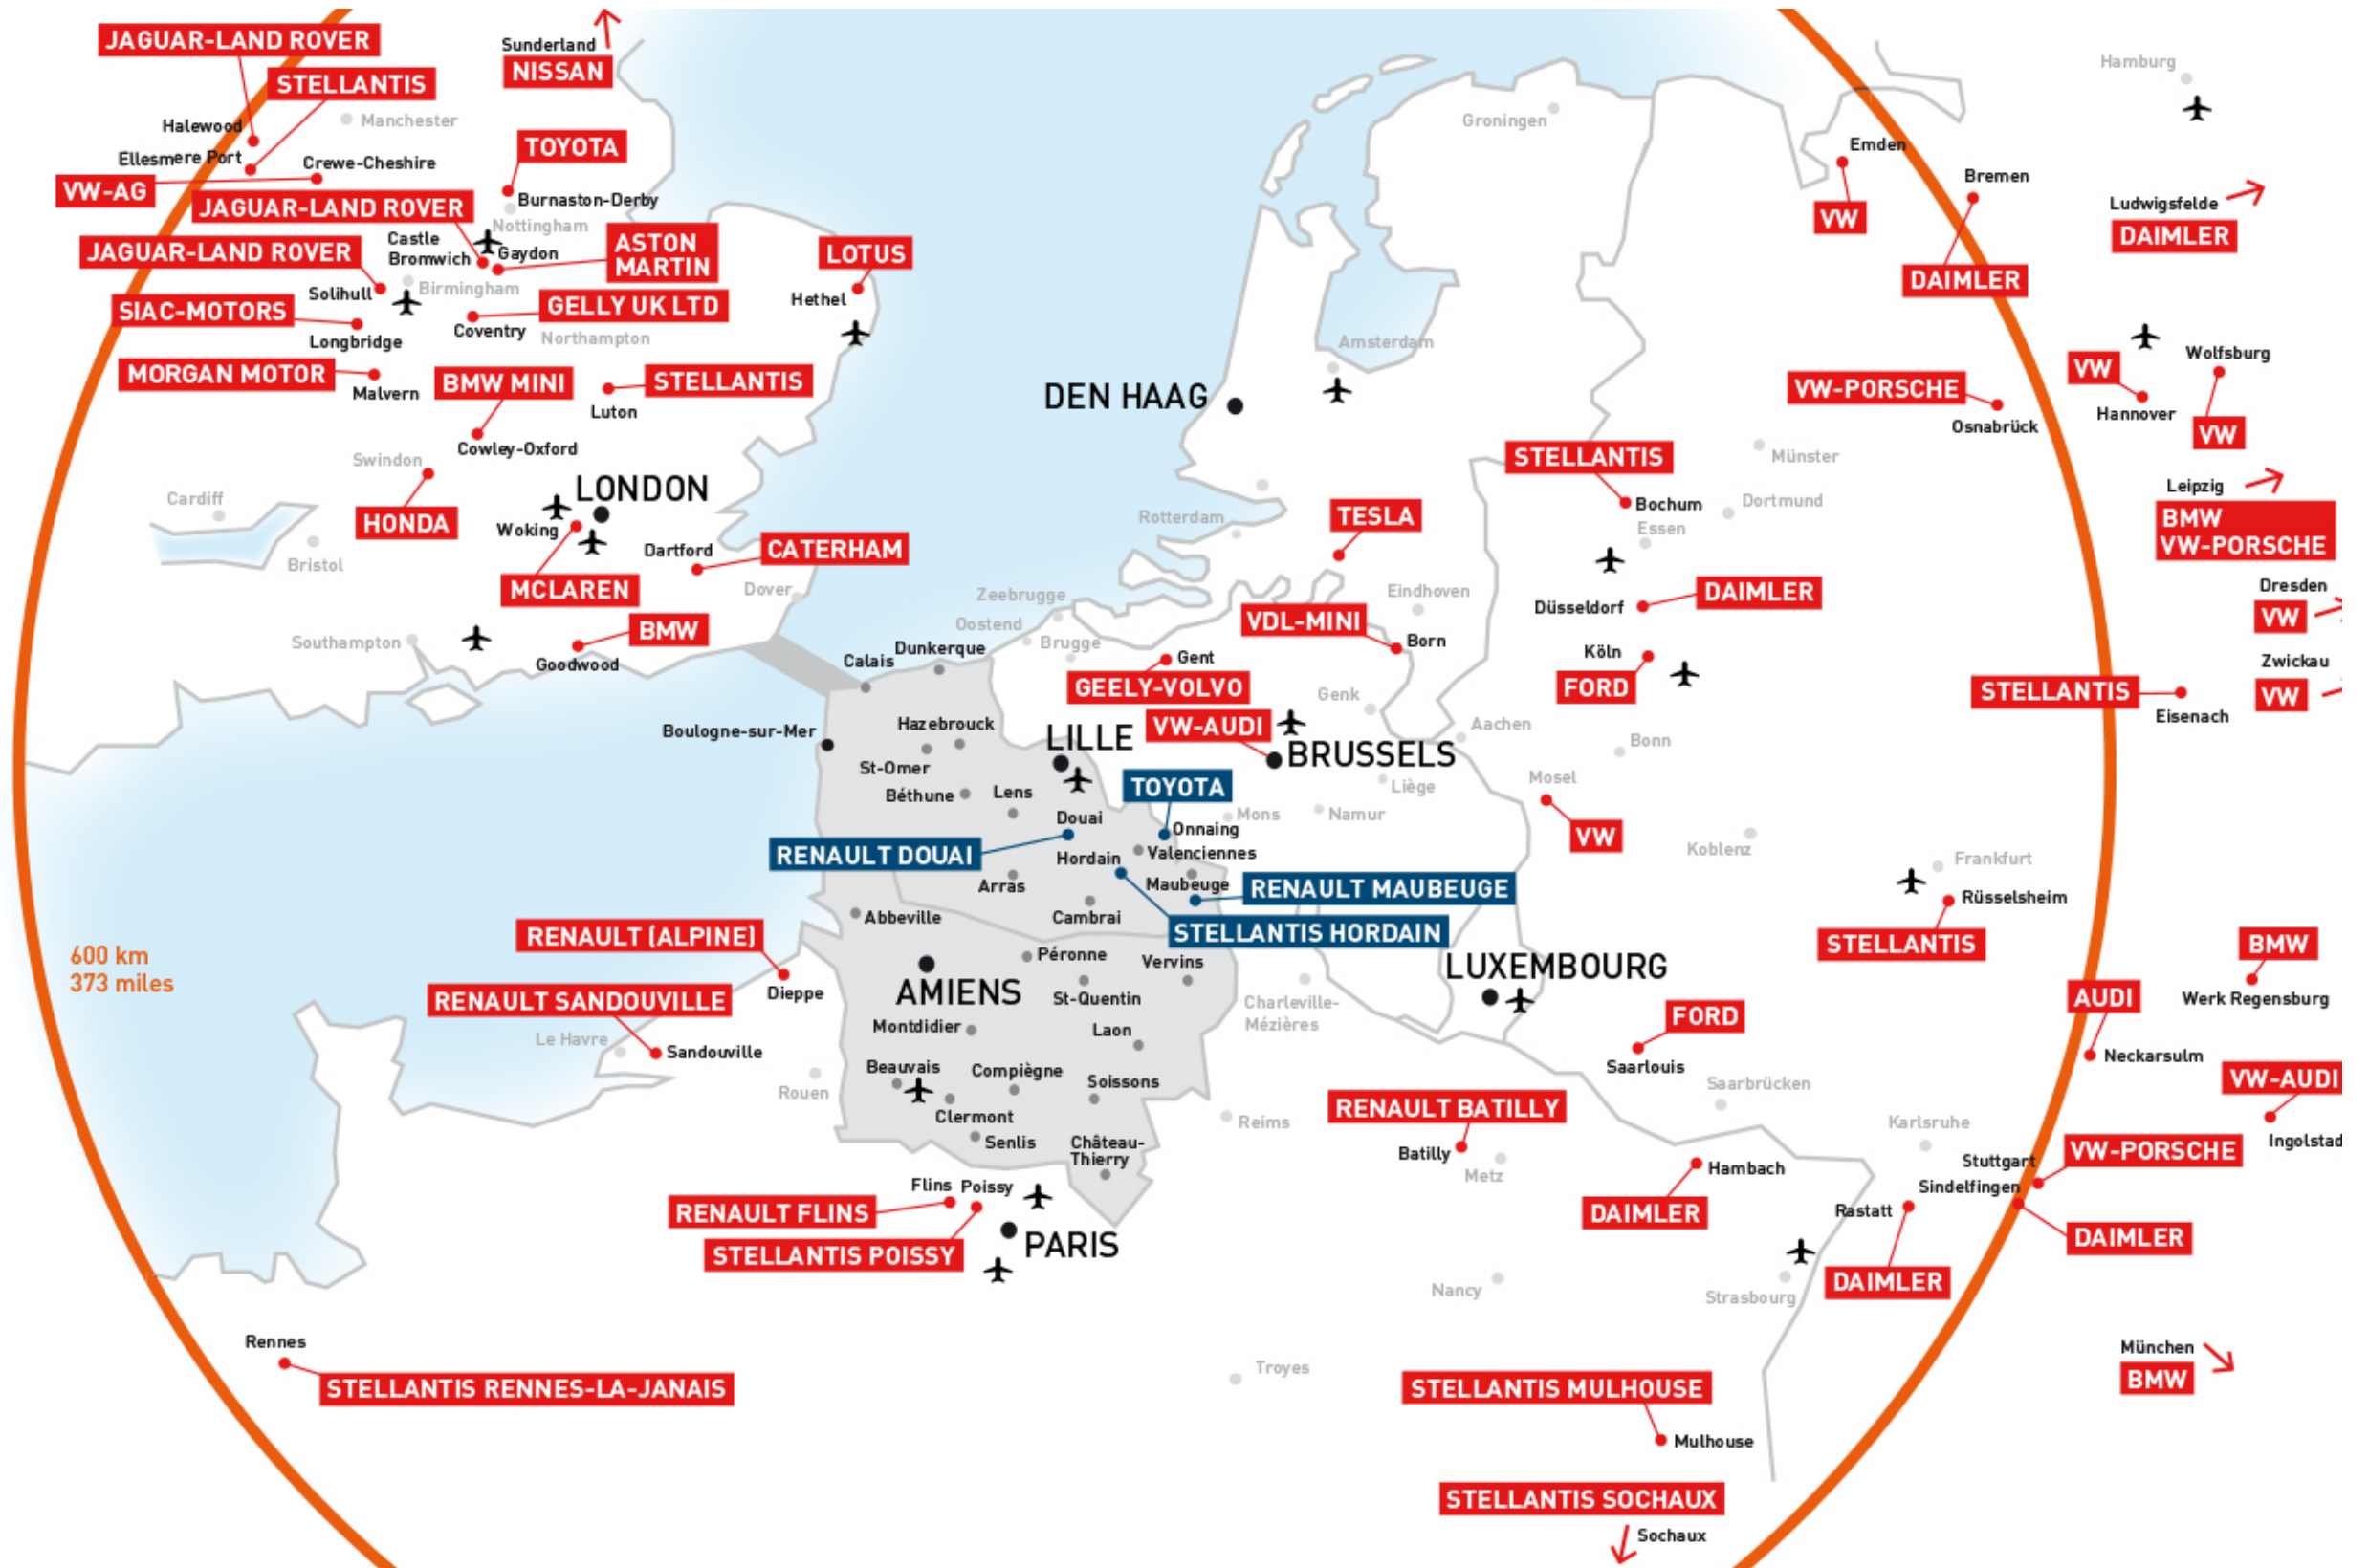 JAGUAR-LAND ROVER
STELLANTIS
Sunderland
NISSAN
Halewood
Manchester
Ellesmere Port
Crewe-Cheshire
VW-AG
TOYOTA
Burnaston-Derby
Nottingham
JAGUAR-LAND ROVER
JAGUAR-LAND ROVER
Castle
Bromwich
Gaydon
ASTON
MARTIN
LOTUS
Hethel
Solihull
Birmingham
SIAC-MOTORS
Longbridge
GELLY UK LTD
Coventry
Northampton
MORGAN MOTOR
Malvern
BMW MINI
Cowley-Oxford
STELLANTIS
Luton
Swindon
HONDA
Cardiff
Bristol
LONDON
Woking
MCLAREN
Dartford
CATERHAM
Dover
Southampton
BMW
Goodwood
Groningen
Amsterdam
DEN HAAG
Rotterdam
TESLA
Eindhoven
VDL-MINI
Born
Zeebrugge
Oostend
Brugge
Gent
GEELY-VOLVO
Genk
VW-AUDI
BRUSSELS
Aachen
Liège
Mons
Namur
Hamburg
Emden
VW
Bremen
DAIMLER
Ludwigsfelde
DAIMLER
VW
Hannover
Wolfsburg
VW
VW-PORSCHE
Osnabrück
Münster
STELLANTIS
Bochum
Dortmund
Essen
DAIMLER
Düsseldorf
Köln
FORD
Bonn
Leipzig
BMW
VW-PORSCHE
Dresden
VW
Zwickau
VW
STELLANTIS
Eisenach
Mosel
VW
Koblenz
Frankfurt
Rüsselsheim
STELLANTIS
Calais
Dunkerque
Boulogne-sur-Mer
Hazebrouck
St-Omer
LILLE
Béthune
Lens
Douai
RENAULT DOUAI
TOYOTA
Onnaing
Hordain
Valenciennes
Arras
Maubeuge
RENAULT MAUBEUGE
Cambrai
STELLANTIS HORDAIN
Abbeville
600 km
373 miles
RENAULT (ALPINE)
Dieppe
RENAULT SANDOUVILLE
Le Havre
Sandouville
Rouen
AMIENS
Péronne
Vervins
St-Quentin
Montdidier
Laon
Beauvais
Compiègne
Soissons
Clermont
Senlis
Château-
Thierry
Charleville-
Mézières
Reims
LUXEMBOURG
FORD
Saarlouis
Saarbrücken
BMW
Werk Regensburg
AUDI
Neckarsulm
VW-AUDI
Ingolstad
RENAULT BATILLY
Batilly
Metz
Hambach
DAIMLER
Karlsruhe
Stuttgart
VW-PORSCHE
Sindelfingen
DAIMLER
Rastatt
DAIMLER
Flins
Poissy
RENAULT FLINS
STELLANTIS POISSY
PARIS
Nancy
Strasbourg
München
BMW
Rennes
STELLANTIS RENNES-LA-JANAIS
Troyes
STELLANTIS MULHOUSE
Mulhouse
STELLANTIS SOCHAUX
Sochaux